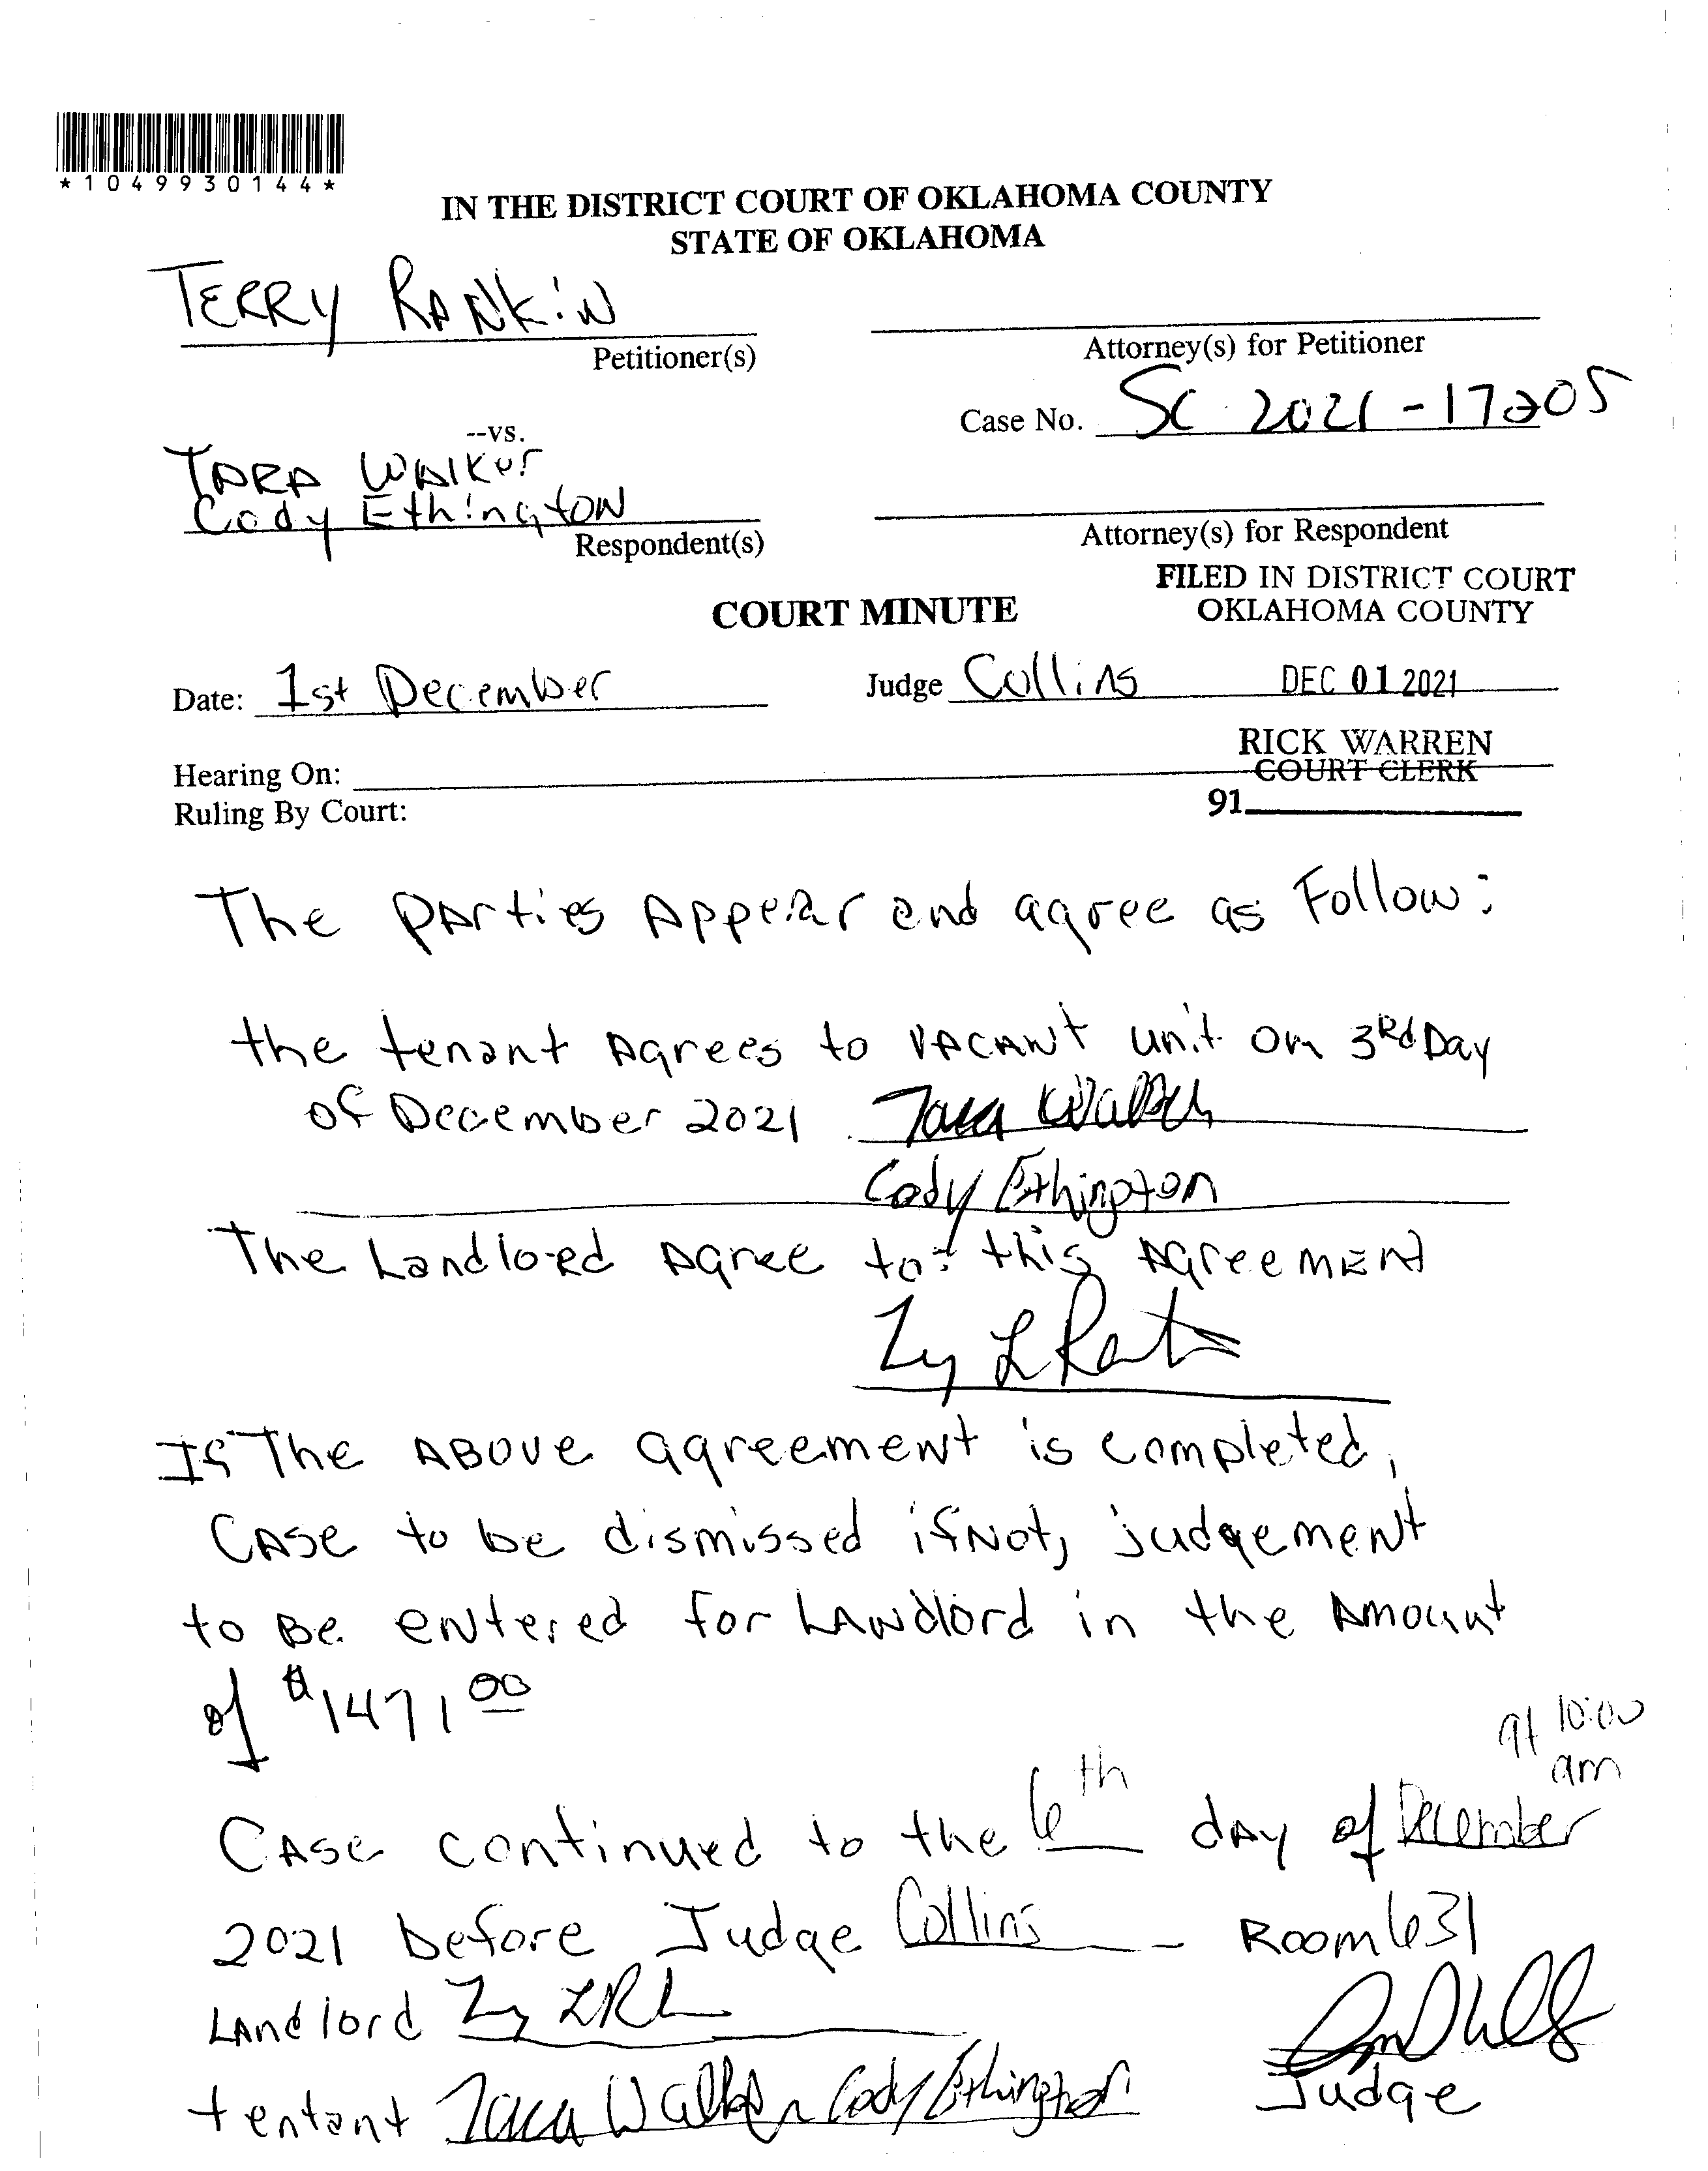 *1049930144*
IN THE DISTRICT COURT OF OKLAHOMA COUNTY
STATE OF OKLAHOMA
TERRY RANKiN
Petitioner(s)
Attorney(s) for Petitioner
Case No. SC 2021-17205
--vs.
TARA WALKer
Cody Ethington
Respondent(s)
Attorney(s) for Respondent
FILED IN DISTRICT COURT
OKLAHOMA COUNTY
COURT MINUTE
Date: 1st December
Judge Collins
DEC 01 2021
RICK WARREN
COURT CLERK
Hearing On:
Ruling By Court:
91
The parties Appear and agree as Follow:
the tenant Agrees to VACANT unit on 3Rd Day
of December 2021 Tara Walker
Cody Ethington
The Landlord Agree to: this AGreemENt
If The ABOVE agreement is completed,
CASe to be dismissed if Not, judgement
to Be entered for LANdlord in the Amount
of $1471 00
at 10:00
am
CASe continued to the 6th dAy of December
2021 before Judge Collins Room 631
LAndlord
tentant Tara Walker Cody Ethington
Judge